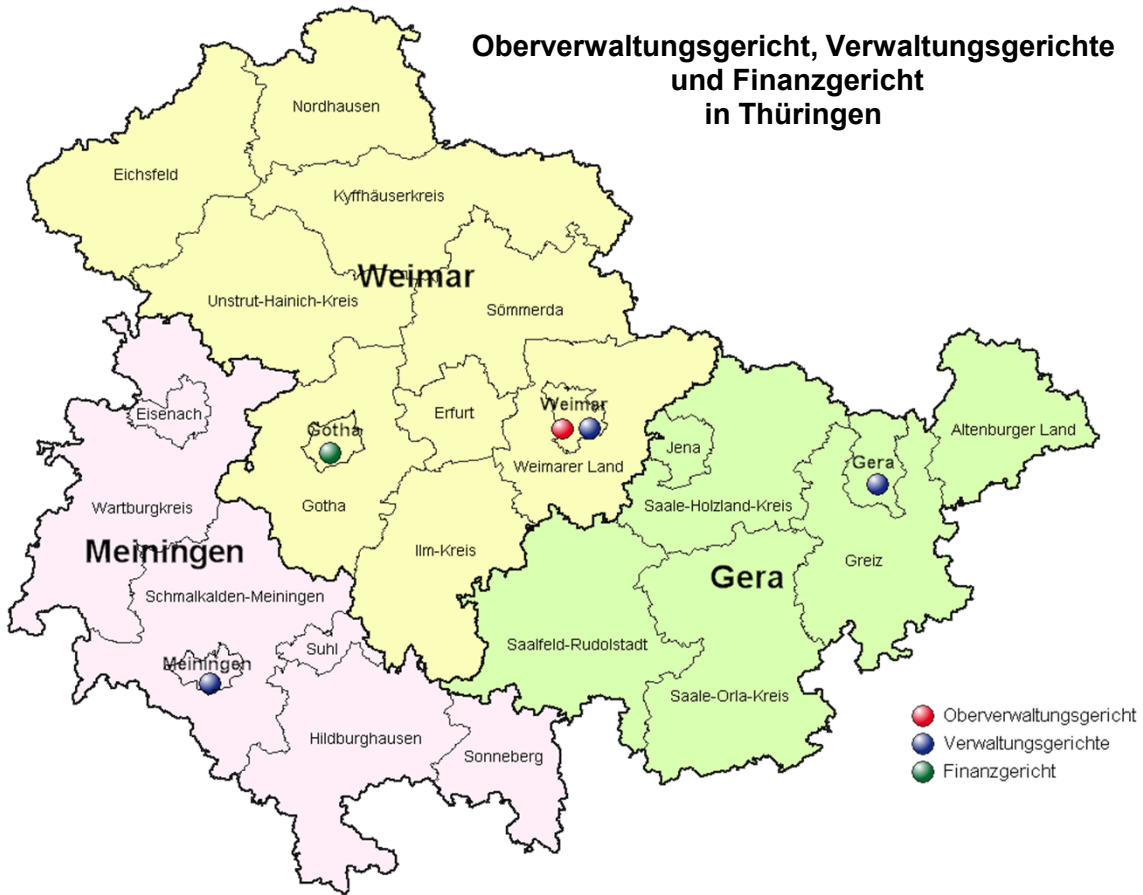 Oberverwaltungsgericht, Verwaltungsgerichte
und Finanzgericht
in Thüringen
Nordhausen
Eichsfeld
Kyffhäuserkreis
Weimar
Unstrut-Hainich-Kreis
Sömmerda
Eisenach
Gotha
Erfurt
Weimar
Weimarer Land
Jena
Gera
Altenburger Land
Wartburgkreis
Gotha
Saale-Holzland-Kreis
Meiningen
Ilm-Kreis
Gera
Greiz
Schmalkalden-Meiningen
Suhl
Saalfeld-Rudolstadt
Meiningen
Saale-Orla-Kreis
Hildburghausen
Sonneberg
Oberverwaltungsgericht
Verwaltungsgerichte
Finanzgericht